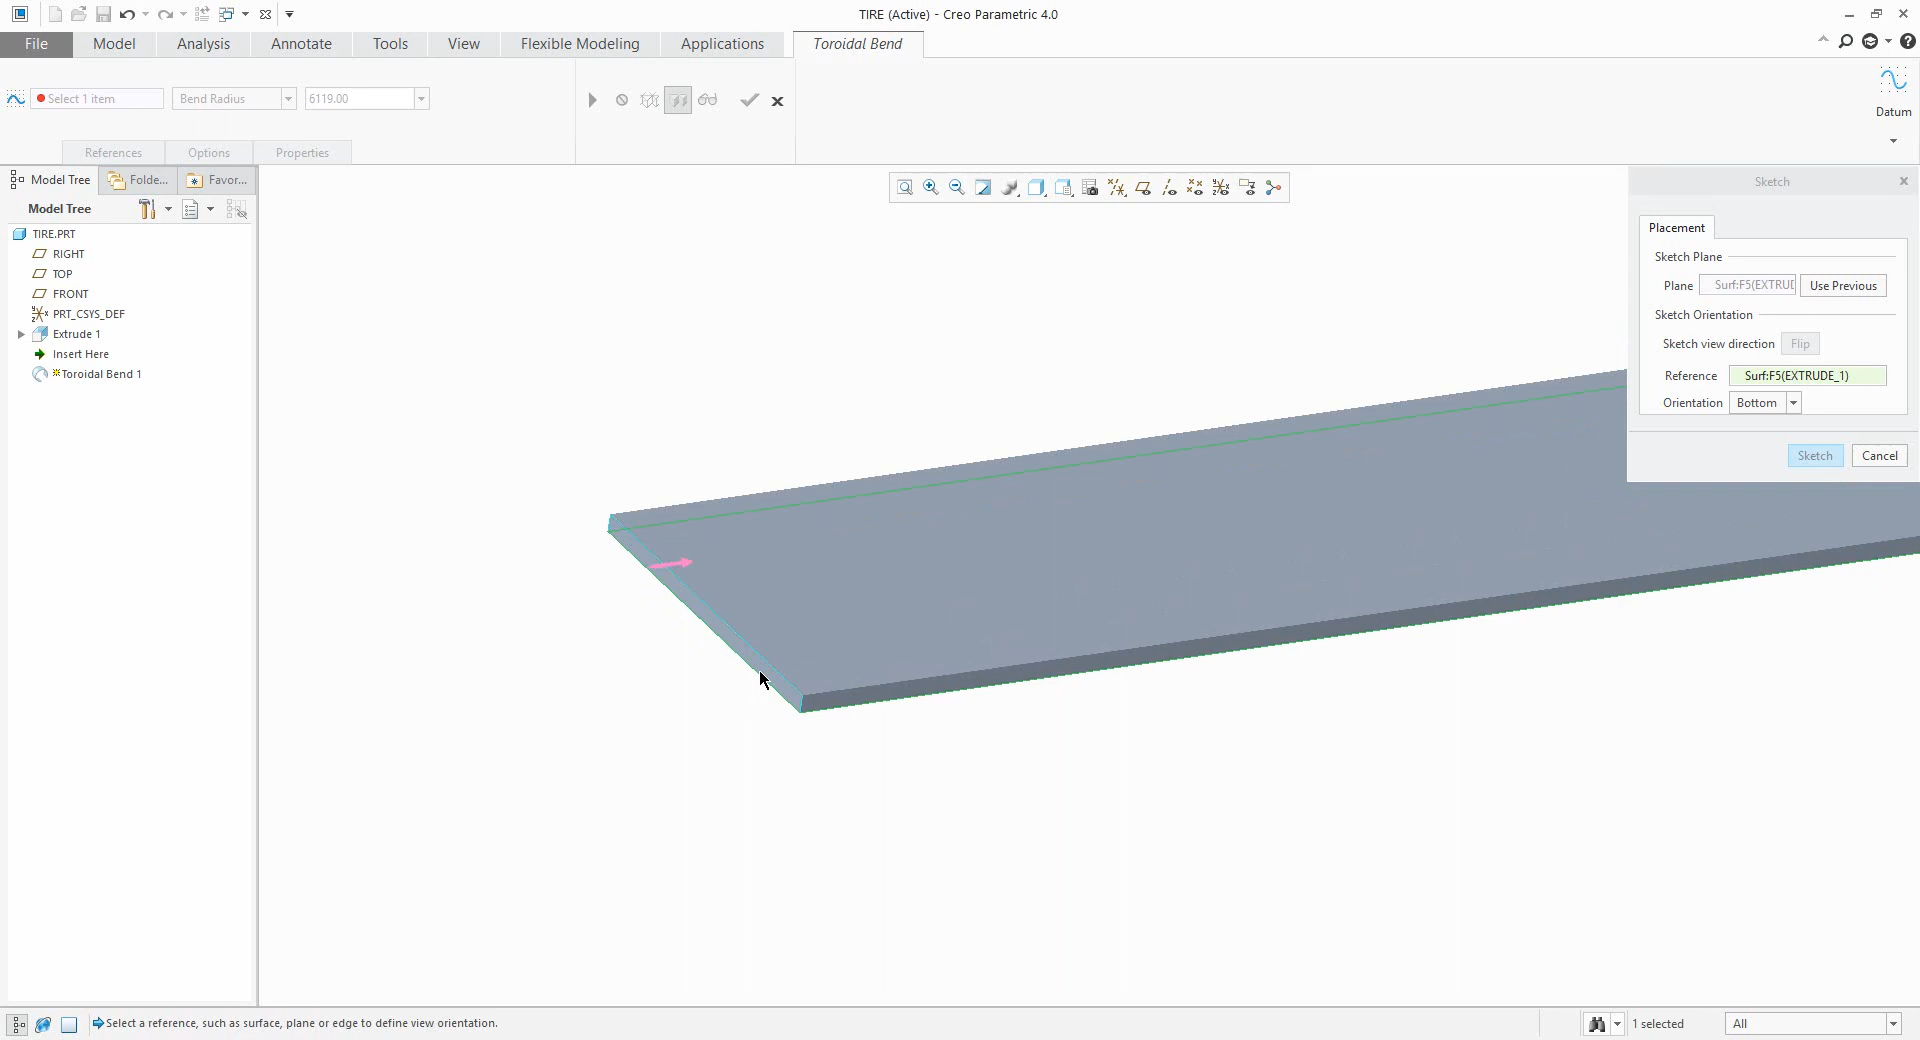 TIRE (Active) - Creo Parametric 4.0
File
Model
Analysis
Annotate
Tools
View
Flexible Modeling
Applications
Toroidal Bend
Select 1 item
Bend Radius
6119.00
Datum
References
Options
Properties
Model Tree
Folde...
Favor...
Model Tree
TIRE.PRT
RIGHT
TOP
FRONT
PRT_CSYS_DEF
Extrude 1
Insert Here
Toroidal Bend 1
Sketch
Placement
Sketch Plane
Plane
Surf:F5(EXTRUD
Use Previous
Sketch Orientation
Sketch view direction
Flip
Reference
Surf:F5(EXTRUDE_1)
Orientation
Bottom
Sketch
Cancel
Select a reference, such as surface, plane or edge to define view orientation.
1 selected
All